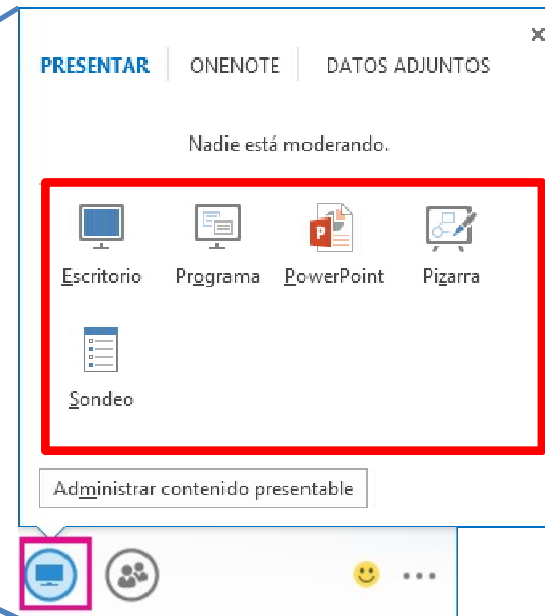 PRESENTAR ONENOTE DATOS ADJUNTOS
Nadie está moderando.
Escritorio Programa PowerPoint Pizarra
Sondeo
Administrar contenido presentable